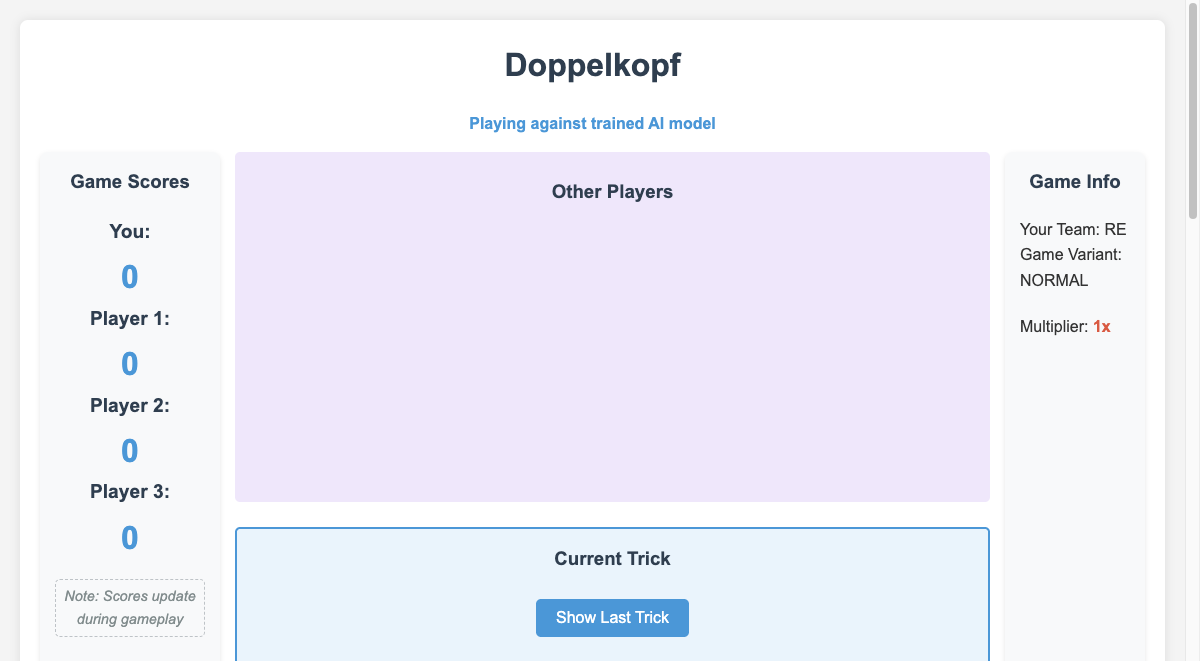 Doppelkopf
Playing against trained AI model
Game Scores
You:
0
Player 1:
0
Player 2:
0
Player 3:
0
Note: Scores update
during gameplay
Other Players
Current Trick
Show Last Trick
Game Info
Your Team: RE
Game Variant:
NORMAL
Multiplier: 1x